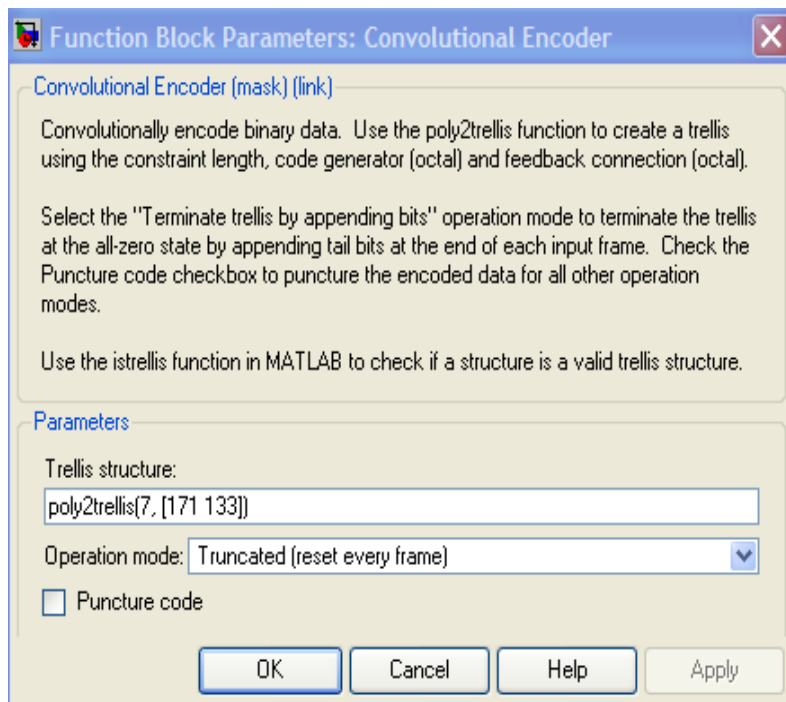 Function Block Parameters: Convolutional Encoder
Convolutional Encoder (mask) (link)
Convolutionally encode binary data. Use the poly2trellis function to create a trellis
using the constraint length, code generator (octal) and feedback connection (octal).
Select the "Terminate trellis by appending bits" operation mode to terminate the trellis
at the all-zero state by appending tail bits at the end of each input frame. Check the
Puncture code checkbox to puncture the encoded data for all other operation
modes.
Use the istrellis function in MATLAB to check if a structure is a valid trellis structure.
Parameters
Trellis structure:
poly2trellis(7, [171 133])
Operation mode: Truncated (reset every frame)
Puncture code
OK Cancel Help Apply